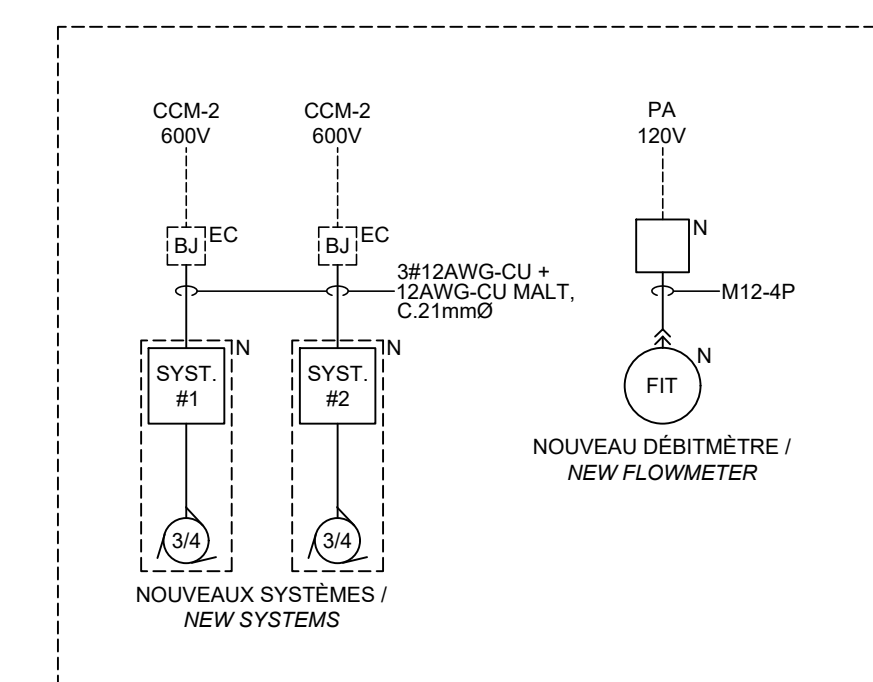 CCM-2
600V
CCM-2
600V
PA
120V
BJ
EC
BJ
EC
N
3#12AWG-CU +
12AWG-CU MALT,
C.21mmØ
M12-4P
N
SYST.
#1
N
SYST.
#2
N
FIT
3/4
3/4
NOUVEAUX SYSTÈMES /
NEW SYSTEMS
NOUVEAU DÉBITMÈTRE /
NEW FLOWMETER